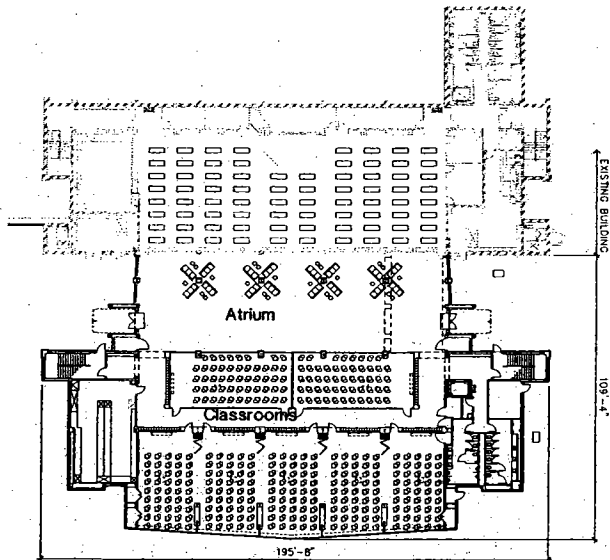 EXISTING BUILDING
Atrium
109'-4"
Classrooms
195'-8"